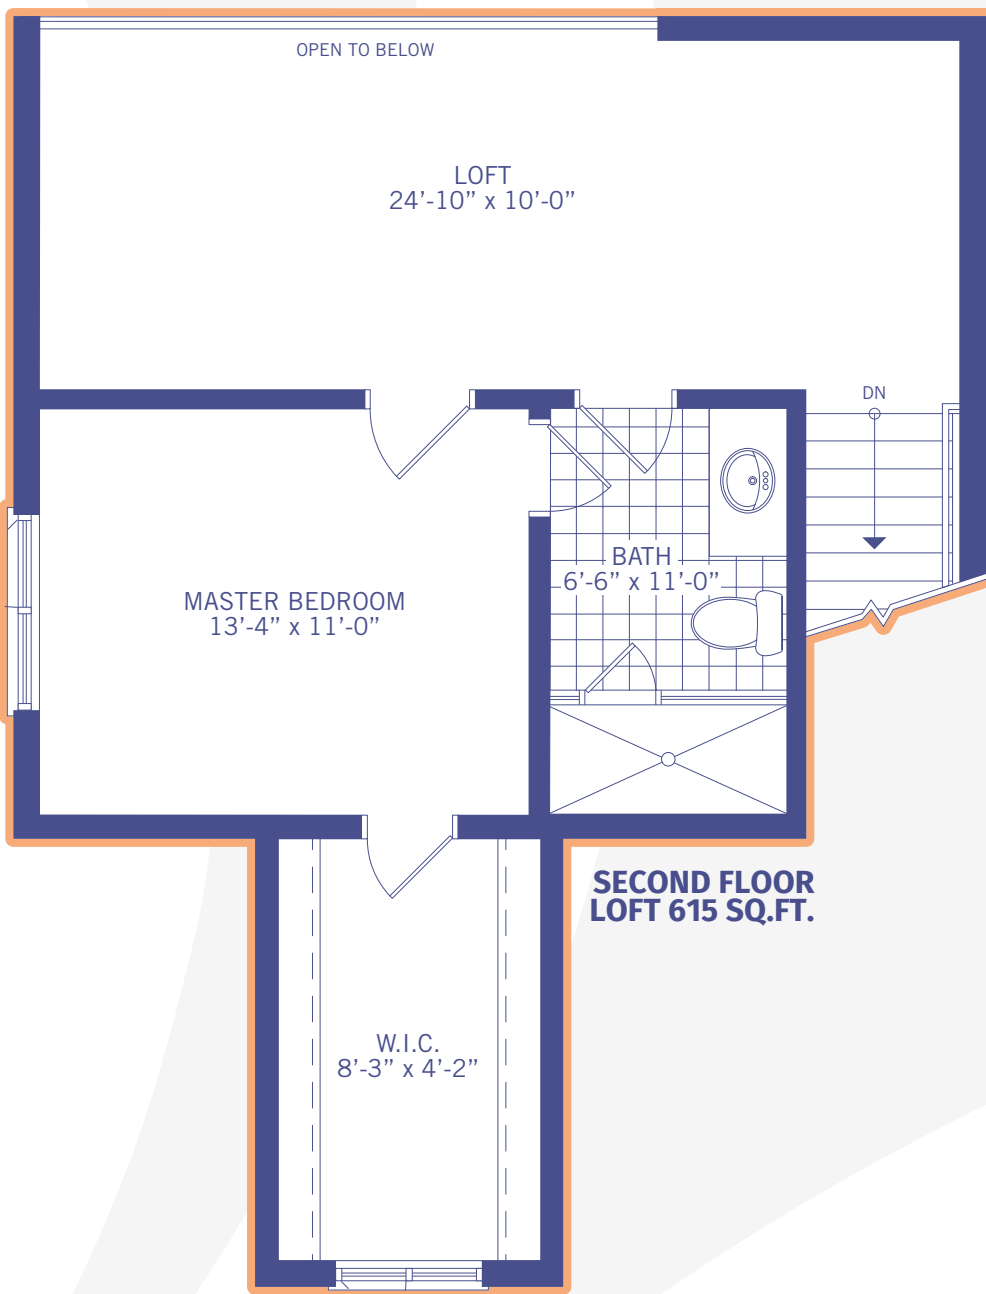 OPEN TO BELOW
LOFT
24’-10” x 10’-0”
DN
BATH
6’-6” x 11’-0”
MASTER BEDROOM
13’-4” x 11’-0”
SECOND FLOOR
LOFT 615 SQ.FT.
W.I.C.
8’-3” x 4’-2”